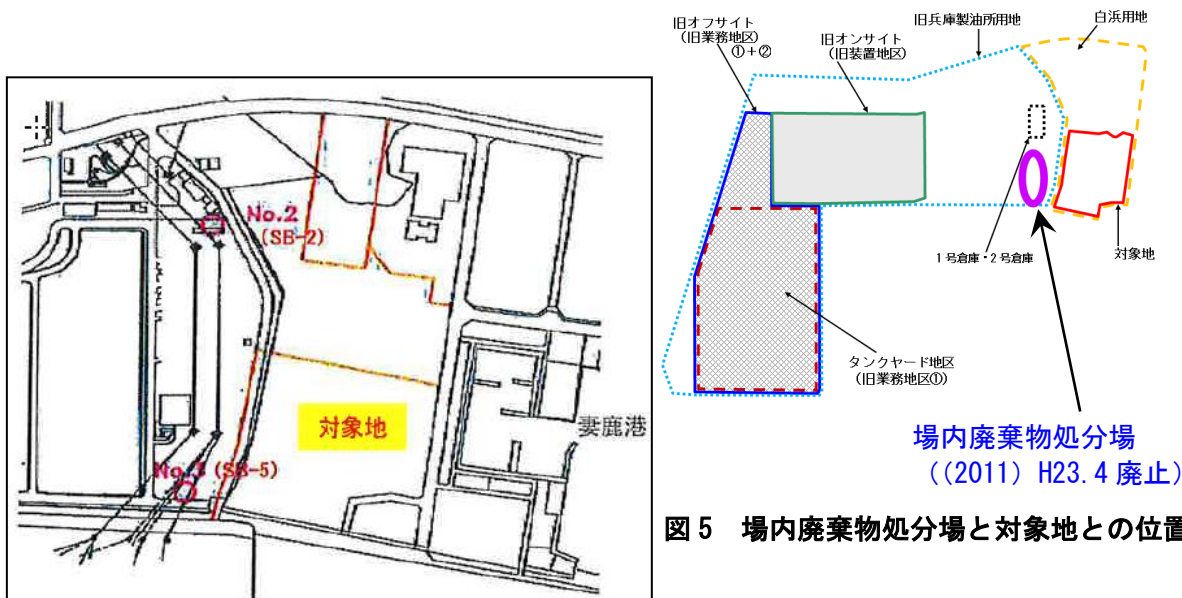 No.2
(SB-2)
対象地
妻鹿港
No.3 (SB-5)
旧オフサイト
(旧業務地区)
①+②
旧オンサイト
(旧装置地区)
旧兵庫製油所用地
白浜用地
1号倉庫・2号倉庫
対象地
タンクヤード地区
(旧業務地区①)
場内廃棄物処分場
((2011) H23.4 廃止)
図5 場内廃棄物処分場と対象地との位置